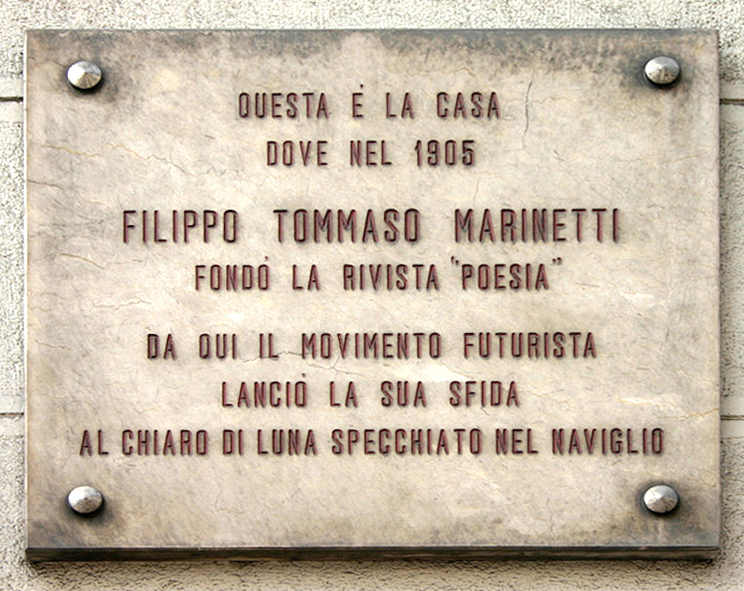 QUESTA È LA CASA
DOVE NEL 1905
FILIPPO TOMMASO MARINETTI
FONDÒ LA RIVISTA “POESIA”
DA QUI IL MOVIMENTO FUTURISTA
LANCIÒ LA SUA SFIDA
AL CHIARO DI LUNA SPECCHIATO NEL NAVIGLIO